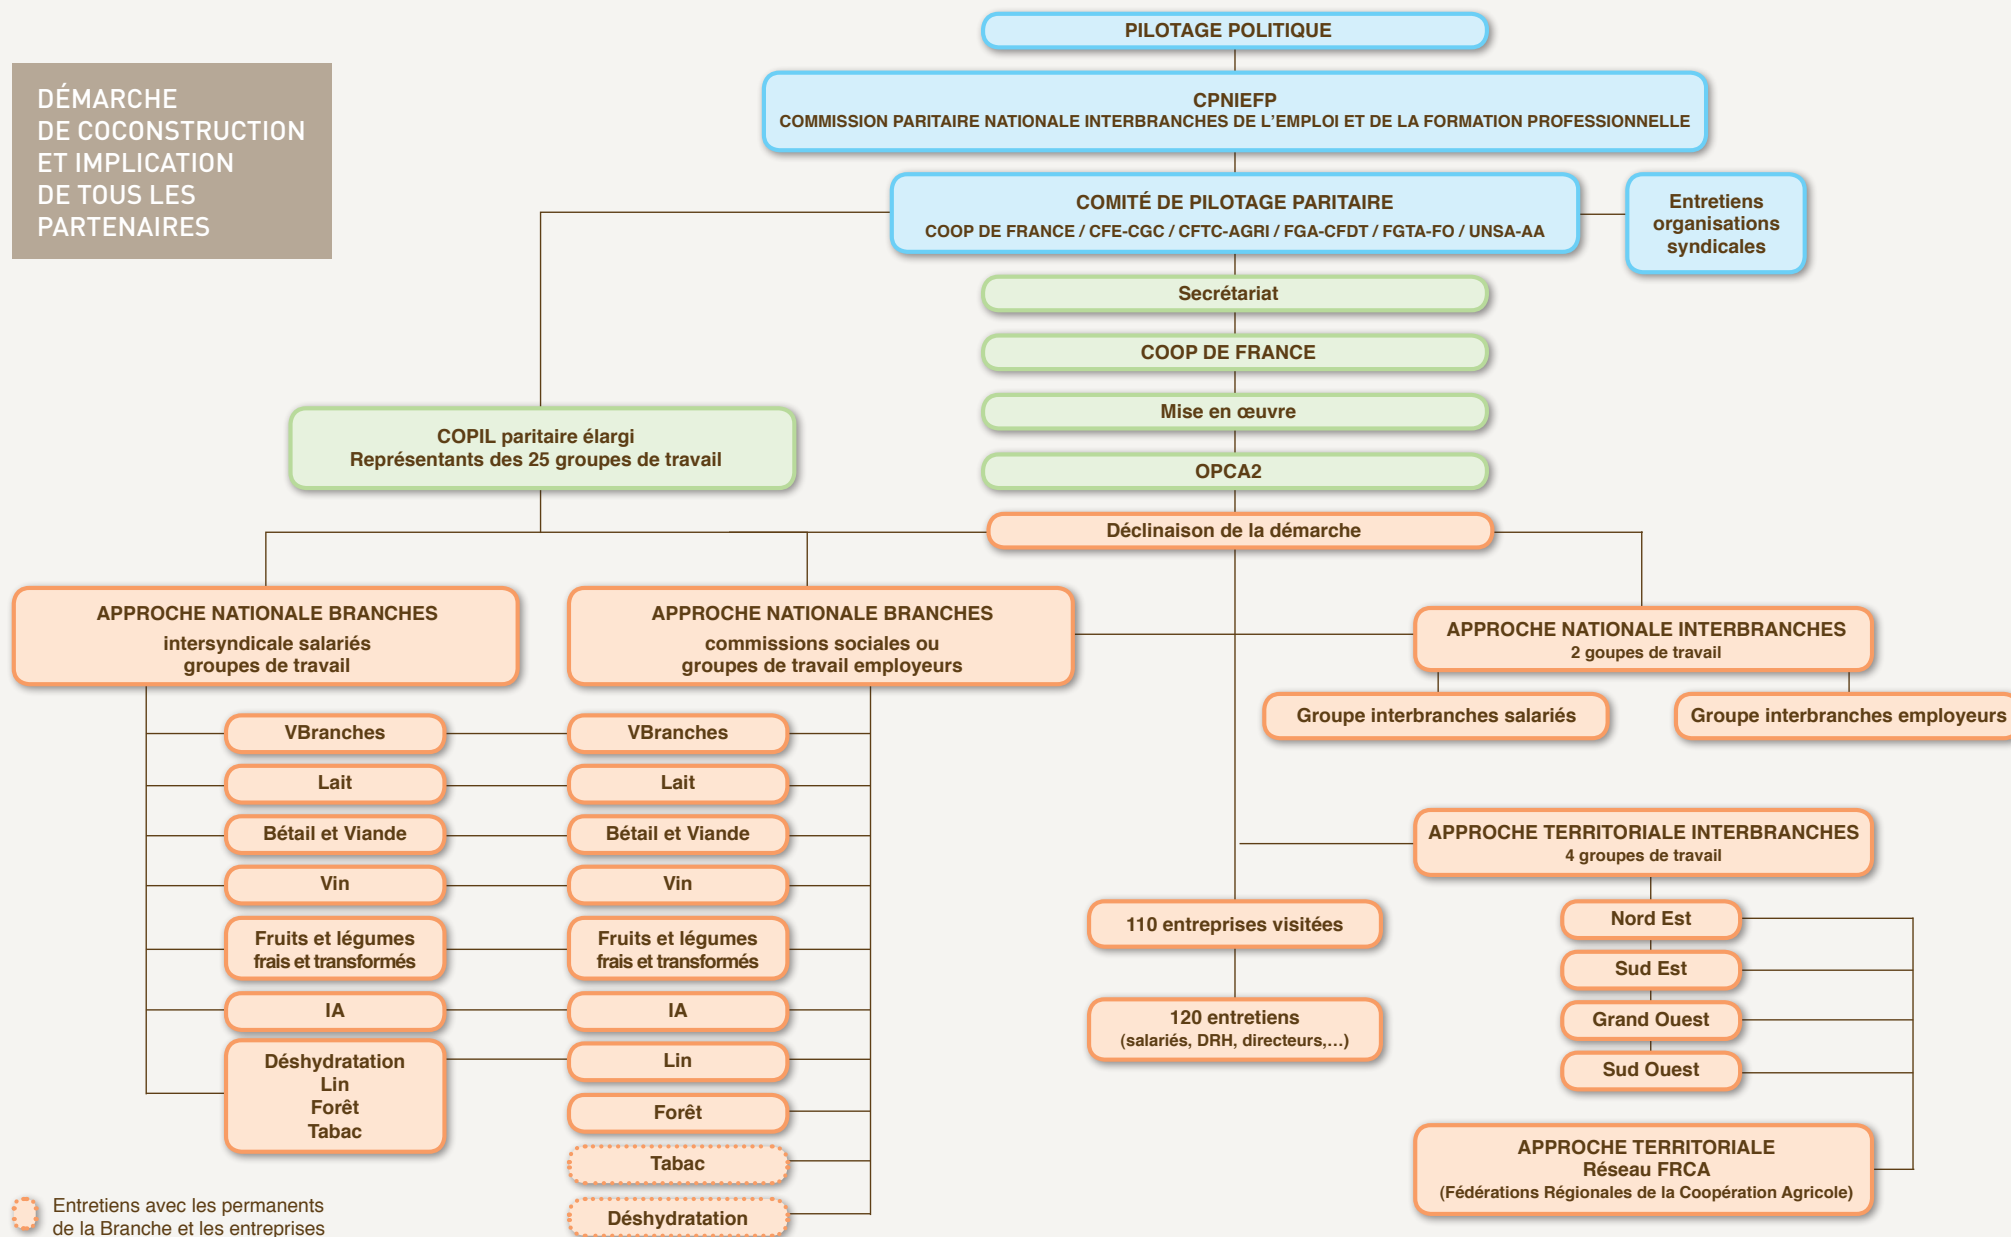 DÉMARCHE
DE COCONSTRUCTION
ET IMPLICATION
DE TOUS LES
PARTENAIRES
PILOTAGE POLITIQUE
CPNIEFP
COMMISSION PARITAIRE NATIONALE INTERBRANCHES DE L'EMPLOI ET DE LA FORMATION PROFESSIONNELLE
COMITÉ DE PILOTAGE PARITAIRE
COOP DE FRANCE / CFE-CGC / CFTC-AGRI / FGA-CFDT / FGTA-FO / UNSA-AA
Entretiens
organisations
syndicales
Secrétariat
COOP DE FRANCE
Mise en œuvre
OPCA2
COPIL paritaire élargi
Représentants des 25 groupes de travail
Déclinaison de la démarche
APPROCHE NATIONALE BRANCHES
intersyndicale salariés
groupes de travail
VBranches
Lait
Bétail et Viande
Vin
Fruits et légumes
frais et transformés
IA
Déshydratation
Lin
Forêt
Tabac
APPROCHE NATIONALE BRANCHES
commissions sociales ou
groupes de travail employeurs
VBranches
Lait
Bétail et Viande
Vin
Fruits et légumes
frais et transformés
IA
Lin
Forêt
Tabac
Déshydratation
110 entreprises visitées
120 entretiens
(salariés, DRH, directeurs,...)
APPROCHE NATIONALE INTERBRANCHES
2 goupes de travail
Groupe interbranches salariés
Groupe interbranches employeurs
APPROCHE TERRITORIALE INTERBRANCHES
4 groupes de travail
Nord Est
Sud Est
Grand Ouest
Sud Ouest
APPROCHE TERRITORIALE
Réseau FRCA
(Fédérations Régionales de la Coopération Agricole)
Entretiens avec les permanents
de la Branche et les entreprises